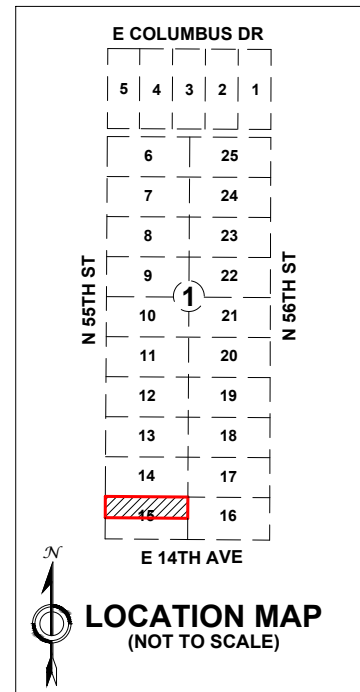 E COLUMBUS DR
5 4 3 2 1
6 25
7 24
8 23
9 22
1
N 55TH ST
N 56TH ST
10 21
11 20
12 19
13 18
14 17
15 16
E 14TH AVE
N
LOCATION MAP
(NOT TO SCALE)